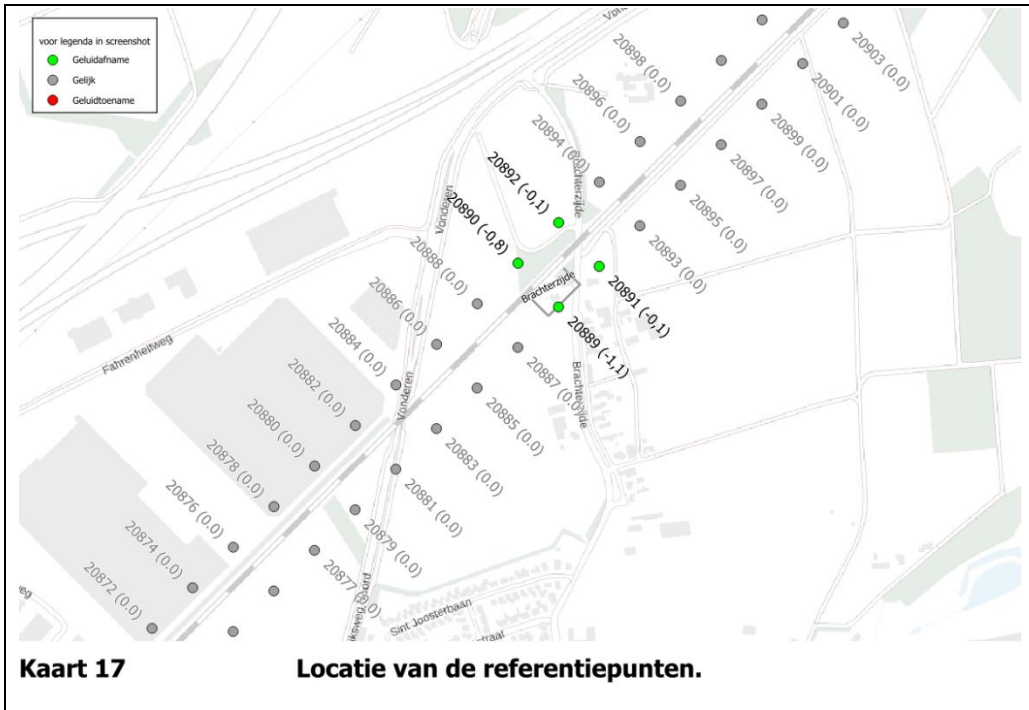 voor legenda in screenshot
Geluidafname
Gelijk
Geluidtoename
20903 (0.0)
20901 (0.0)
20898 (0.0)
20899 (0.0)
20896 (0.0)
20897 (0.0)
20894 (0.0)
20895 (0.0)
20892 (-0,1)
20893 (0.0)
Brachterzijde
20890 (-0,8)
Vonderen
20891 (-0,1)
20888 (0.0)
Brachterzijde
20889 (-1,1)
20886 (0.0)
20887 (0.0)
Brachterzijde
20884 (0.0)
20885 (0.0)
Fahrenheitweg
Vonderen
20882 (0.0)
20883 (0.0)
20880 (0.0)
20881 (0.0)
20878 (0.0)
20879 (0.0)
20876 (0.0)
20877 (0.0)
20874 (0.0)
20872 (0.0)
Sint Joosterbaan
Kaart 17 Locatie van de referentiepunten.